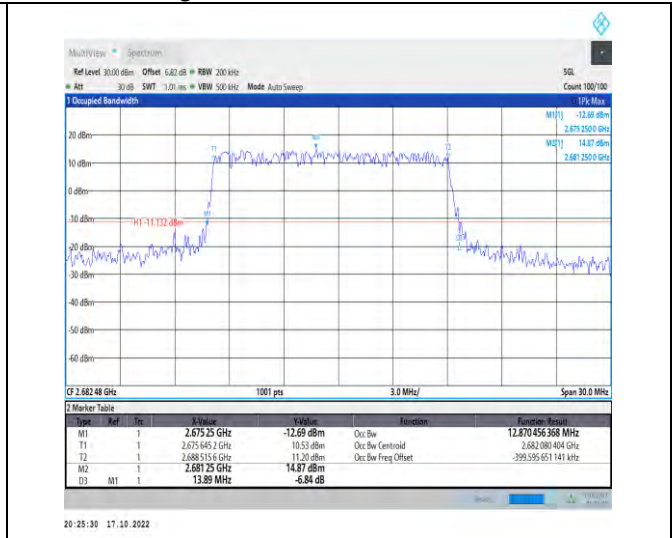 MultiView Spectrum
Ref Level 30.00 dBm Offset 6.82 dB RBW 200 kHz SGL
Att 30 dB SWT 1.01 ms VBW 500 kHz Mode Auto Sweep Count 100/100
1 Occupied Bandwidth 1Pk Max
M1[1] -12.69 dBm
2.675 250 0 GHz
20 dBm M2[1] 14.87 dBm
2.681 250 0 GHz
T1 T2
10 dBm
0 dBm
-10 dBm
H1 -11.132 dBm
-20 dBm
-30 dBm
-40 dBm
-50 dBm
-60 dBm
CF 2.682 48 GHz 1001 pts 3.0 MHz/ Span 30.0 MHz
2 Marker Table
Type Ref Trc X-Value Y-Value Function Function Result
M1 1 2.675 25 GHz -12.69 dBm Occ Bw 12.870 456 368 MHz
T1 1 2.675 645 2 GHz 10.53 dBm Occ Bw Centroid 2.682 080 404 GHz
T2 1 2.688 515 6 GHz 11.20 dBm Occ Bw Freq Offset -399.595 651 141 kHz
M2 1 2.681 25 GHz 14.87 dBm
D3 M1 1 13.89 MHz -6.84 dB
20:25:30 17.10.2022